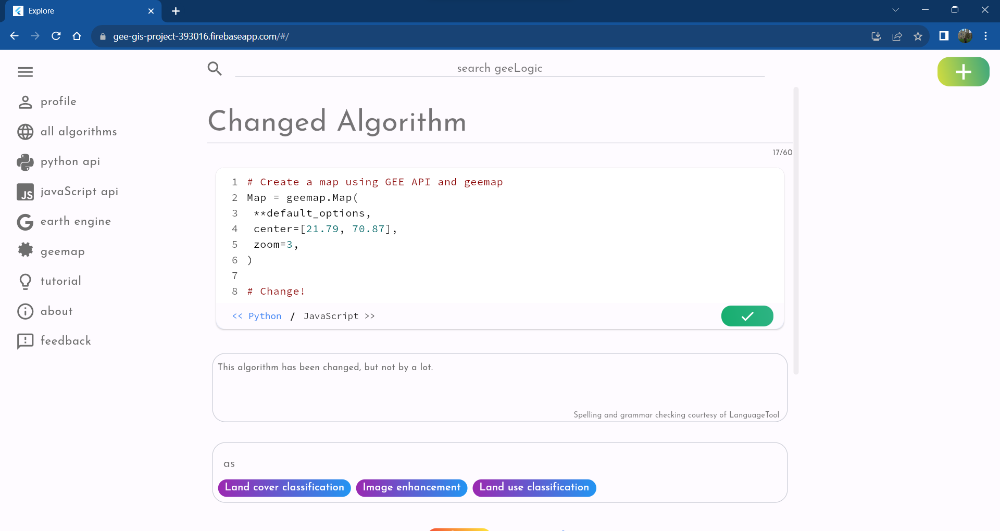 Explore
gee-gis-project-393016.firebaseapp.com/#/
search geeLogic
profile
all algorithms
python api
JS javaScript api
earth engine
geemap
tutorial
about
feedback
Changed Algorithm
17/60
1 # Create a map using GEE API and geemap
2 Map = geemap.Map(
3 **default_options,
4 center=[21.79, 70.87],
5 zoom=3,
6 )
7
8 # Change!
<< Python / JavaScript >>
This algorithm has been changed, but not by a lot.
Spelling and grammar checking courtesy of LanguageTool
as
Land cover classification Image enhancement Land use classification